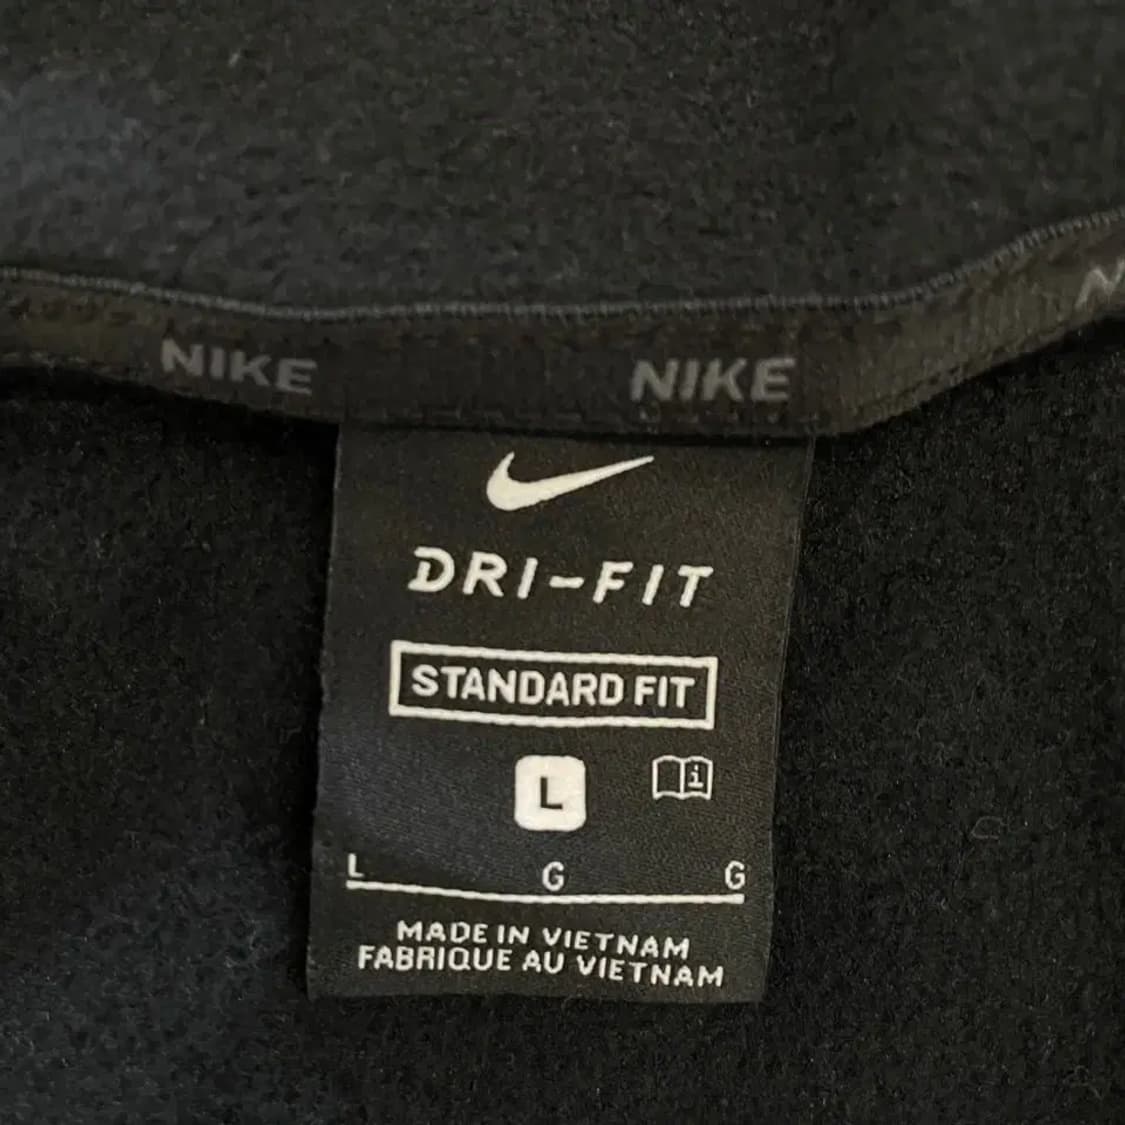 NIKE NIKE
DRI-FIT
STANDARD FIT
L
L G G
MADE IN VIETNAM
FABRIQUE AU VIETNAM